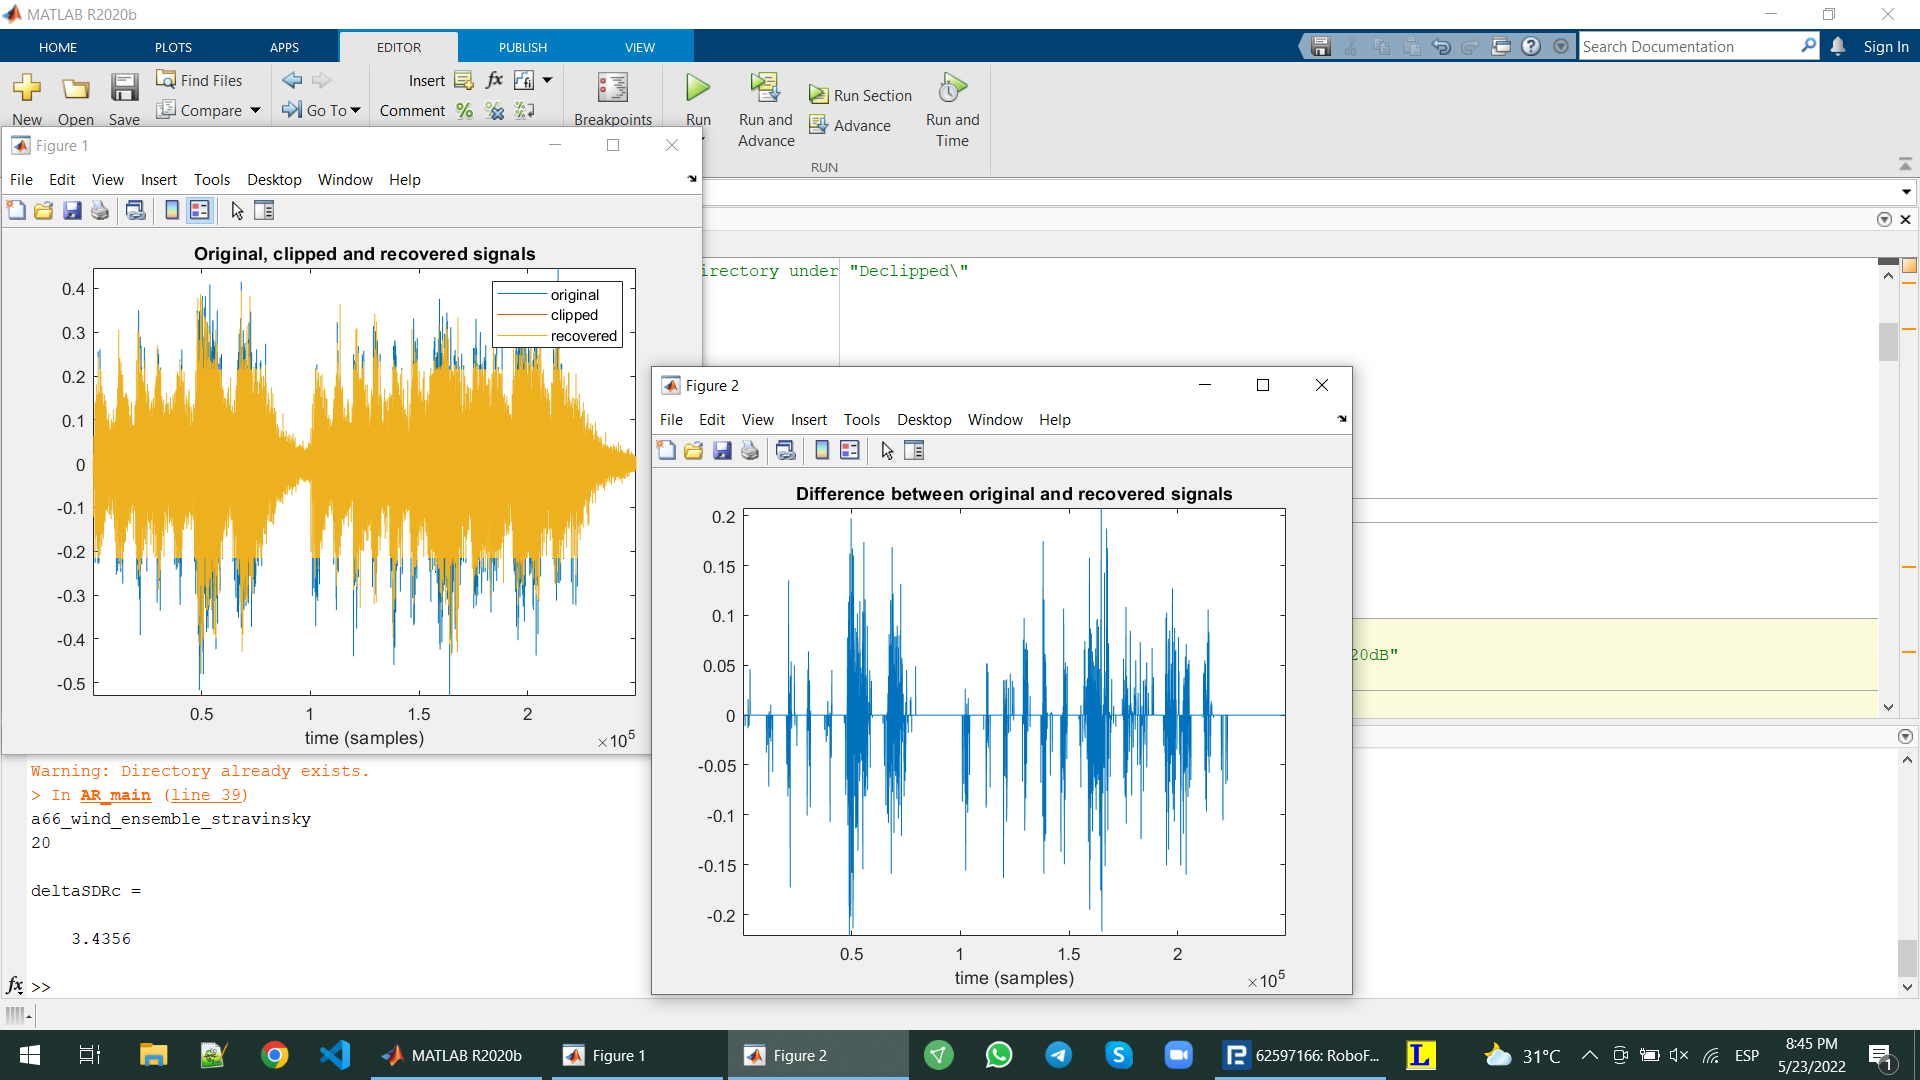 MATLAB R2020b
HOME PLOTS APPS EDITOR PUBLISH VIEW
Search Documentation
Sign In
New Open Save
Find Files
Compare
Go To
Insert
Comment
Breakpoints
Run
Run and Advance
Run Section
Advance
Run and Time
RUN
Figure 1
File Edit View Insert Tools Desktop Window Help
Original, clipped and recovered signals
original
clipped
recovered
0.4
0.3
0.2
0.1
0
-0.1
-0.2
-0.3
-0.4
-0.5
0.5 1 1.5 2
time (samples)
×10^5
irectory under "Declipped\"
20dB"
Figure 2
File Edit View Insert Tools Desktop Window Help
Difference between original and recovered signals
0.2
0.15
0.1
0.05
0
-0.05
-0.1
-0.15
-0.2
0.5 1 1.5 2
time (samples)
×10^5
Warning: Directory already exists.
> In AR_main (line 39)
a66_wind_ensemble_stravinsky
20
deltaSDRc =
3.4356
fx >>
MATLAB R2020b
Figure 1
Figure 2
62597166: RoboF...
31°C
ESP
8:45 PM
5/23/2022
1